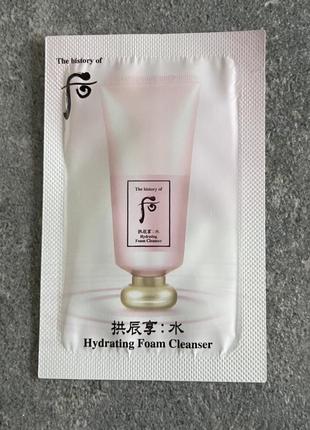 The history of
后
The history of
后
拱辰享:水
Hydrating
Foam Cleanser
拱辰享:水
Hydrating Foam Cleanser